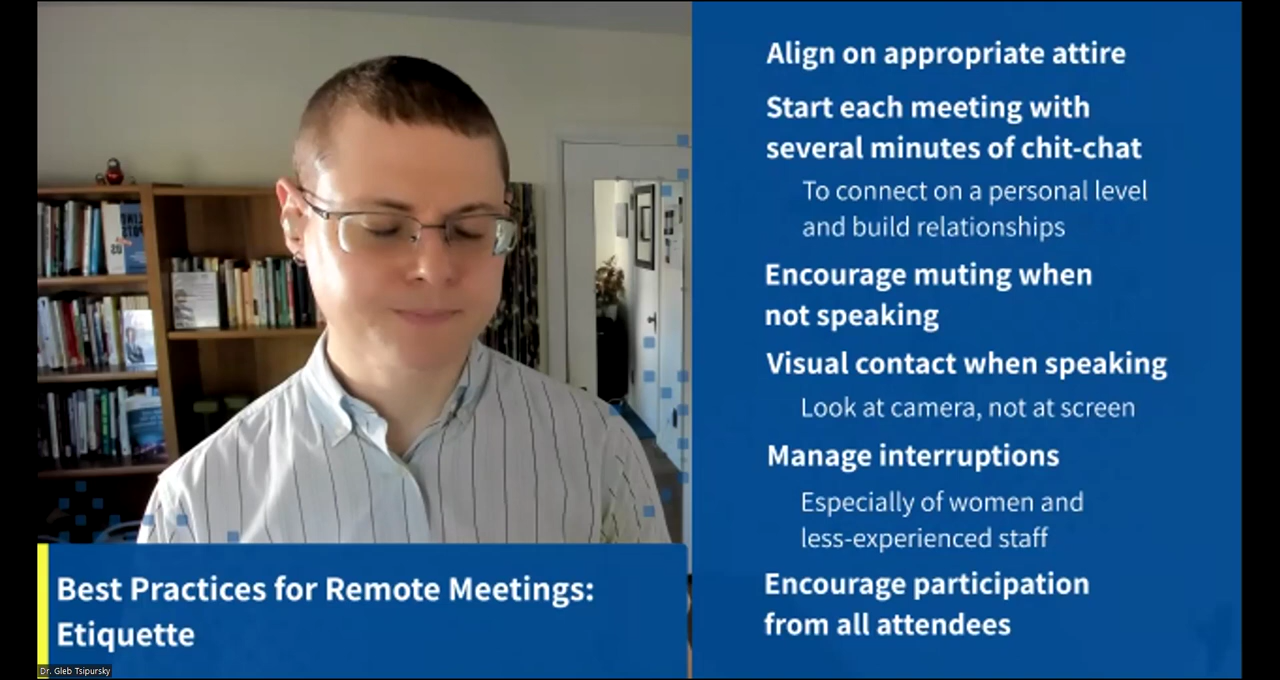 Align on appropriate attire
Start each meeting with
several minutes of chit-chat
To connect on a personal level
and build relationships
Encourage muting when
not speaking
Visual contact when speaking
Look at camera, not at screen
Manage interruptions
Especially of women and
less-experienced staff
Encourage participation
from all attendees
Best Practices for Remote Meetings:
Etiquette
Dr. Gleb Tsipursky